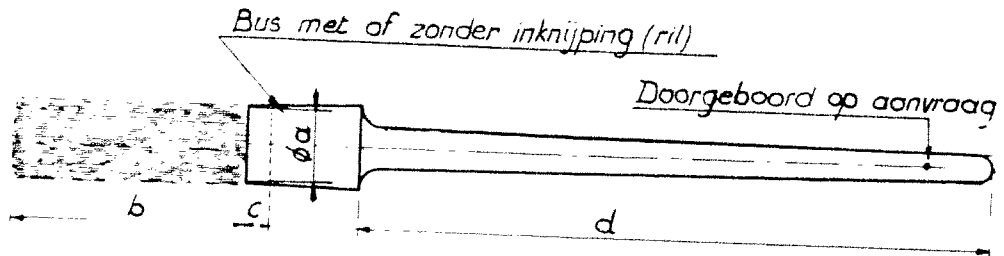 Bus met of zonder inknijping (ril)
Doorgeboord op aanvraag
øa
b
c
d